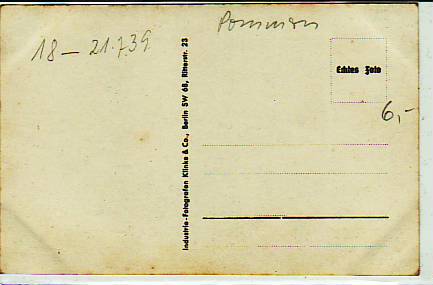 18 – 21.7.39
Pommern
Industrie-Fotografen Klinke & Co., Berlin SW 68, Ritterstr. 23
Echtes Foto
6,-